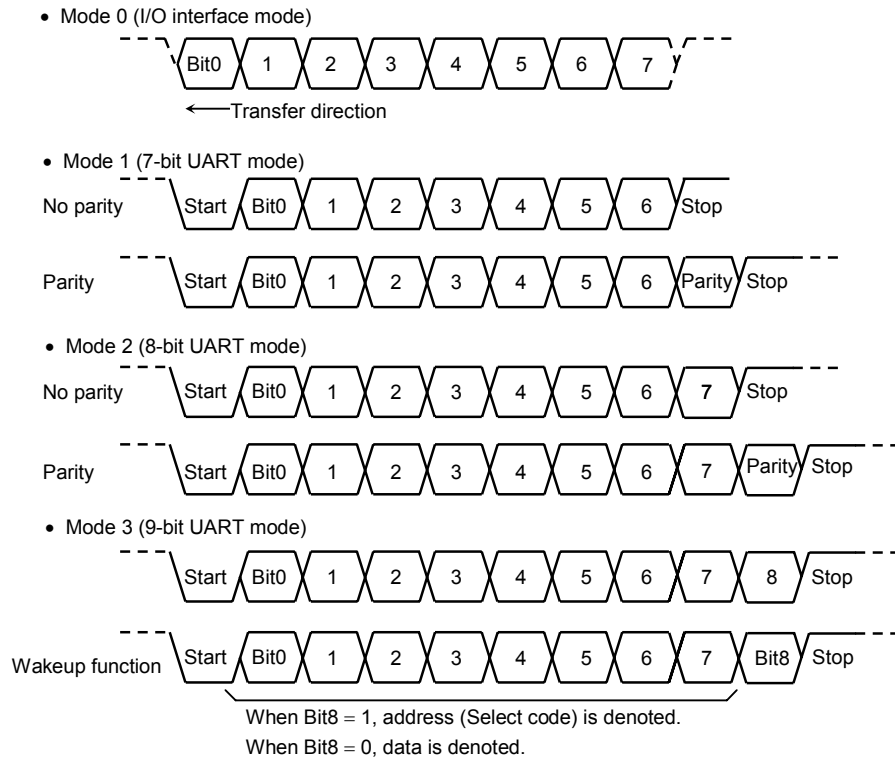 • Mode 0 (I/O interface mode)
Bit0 1 2 3 4 5 6 7
Transfer direction
• Mode 1 (7-bit UART mode)
No parity Start Bit0 1 2 3 4 5 6 Stop
Parity Start Bit0 1 2 3 4 5 6 Parity Stop
• Mode 2 (8-bit UART mode)
No parity Start Bit0 1 2 3 4 5 6 7 Stop
Parity Start Bit0 1 2 3 4 5 6 7 Parity Stop
• Mode 3 (9-bit UART mode)
Start Bit0 1 2 3 4 5 6 7 8 Stop
Wakeup function Start Bit0 1 2 3 4 5 6 7 Bit8 Stop
When Bit8 = 1, address (Select code) is denoted.
When Bit8 = 0, data is denoted.